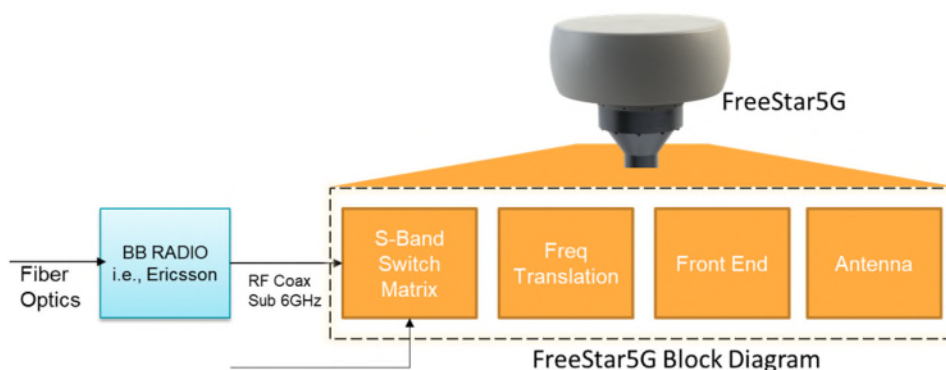 FreeStar5G
BB RADIO
i.e., Ericsson
Fiber
Optics
RF Coax
Sub 6GHz
S-Band
Switch
Matrix
Freq
Translation
Front End
Antenna
FreeStar5G Block Diagram